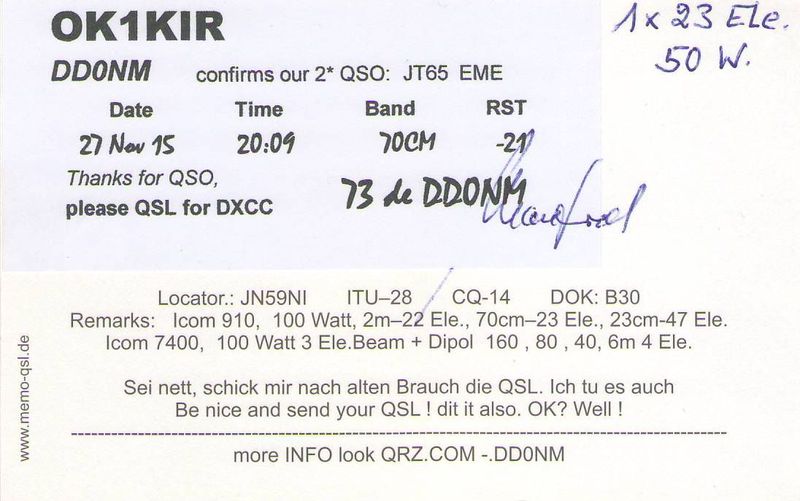 OK1KIR
1 x 23 Ele.
50 W.
DD0NM confirms our 2* QSO: JT65 EME
Date Time Band RST
27 Nov 15 20:09 70CM -21
Thanks for QSO,
please QSL for DXCC
73 de DD0NM
Manfred
Locator.: JN59NI ITU–28 CQ-14 DOK: B30
Remarks: Icom 910, 100 Watt, 2m–22 Ele., 70cm–23 Ele., 23cm-47 Ele.
Icom 7400, 100 Watt 3 Ele.Beam + Dipol 160 , 80 , 40, 6m 4 Ele.
Sei nett, schick mir nach alten Brauch die QSL. Ich tu es auch
Be nice and send your QSL ! dit it also. OK? Well !
more INFO look QRZ.COM -.DD0NM
www.memo-qsl.de